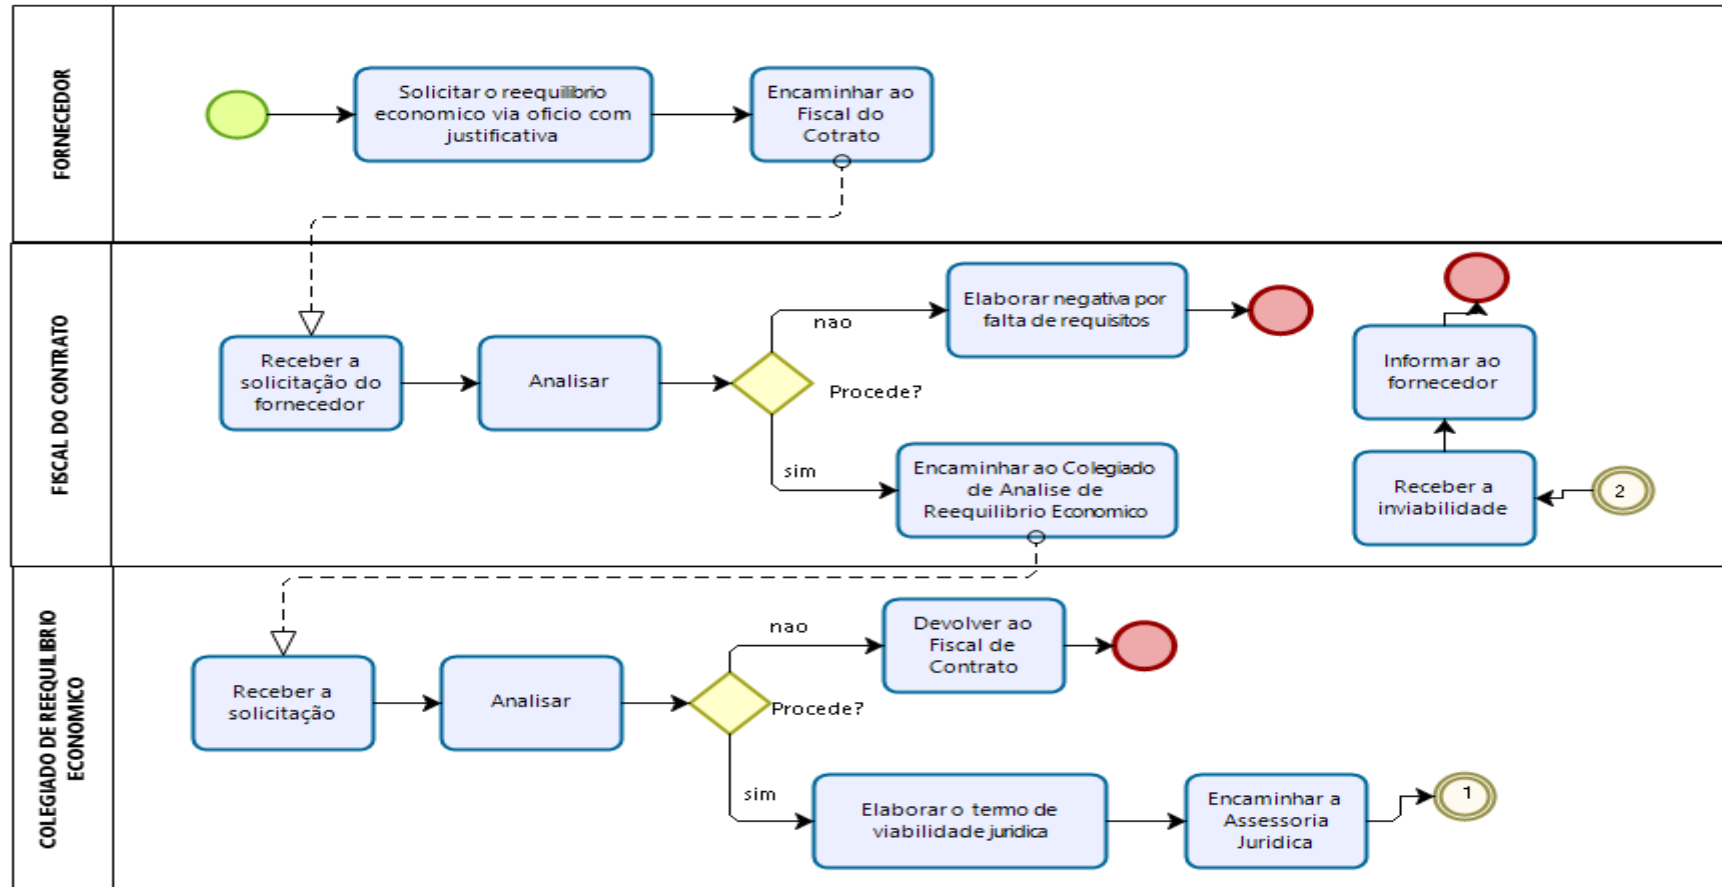 FORNECEDOR
Solicitar o reequilibrio
economico via oficio com
justificativa
Encaminhar ao
Fiscal do
Cotrato
FISCAL DO CONTRATO
Receber a
solicitação do
fornecedor
Analisar
Procede?
nao
Elaborar negativa por
falta de requisitos
sim
Encaminhar ao Colegiado
de Analise de
Reequilibrio Economico
Informar ao
fornecedor
Receber a
inviabilidade
2
COLEGIADO DE REEQUILIBRIO
ECONOMICO
Receber a
solicitação
Analisar
Procede?
nao
Devolver ao
Fiscal de
Contrato
sim
Elaborar o termo de
viabilidade juridica
Encaminhar a
Assessoria
Juridica
1